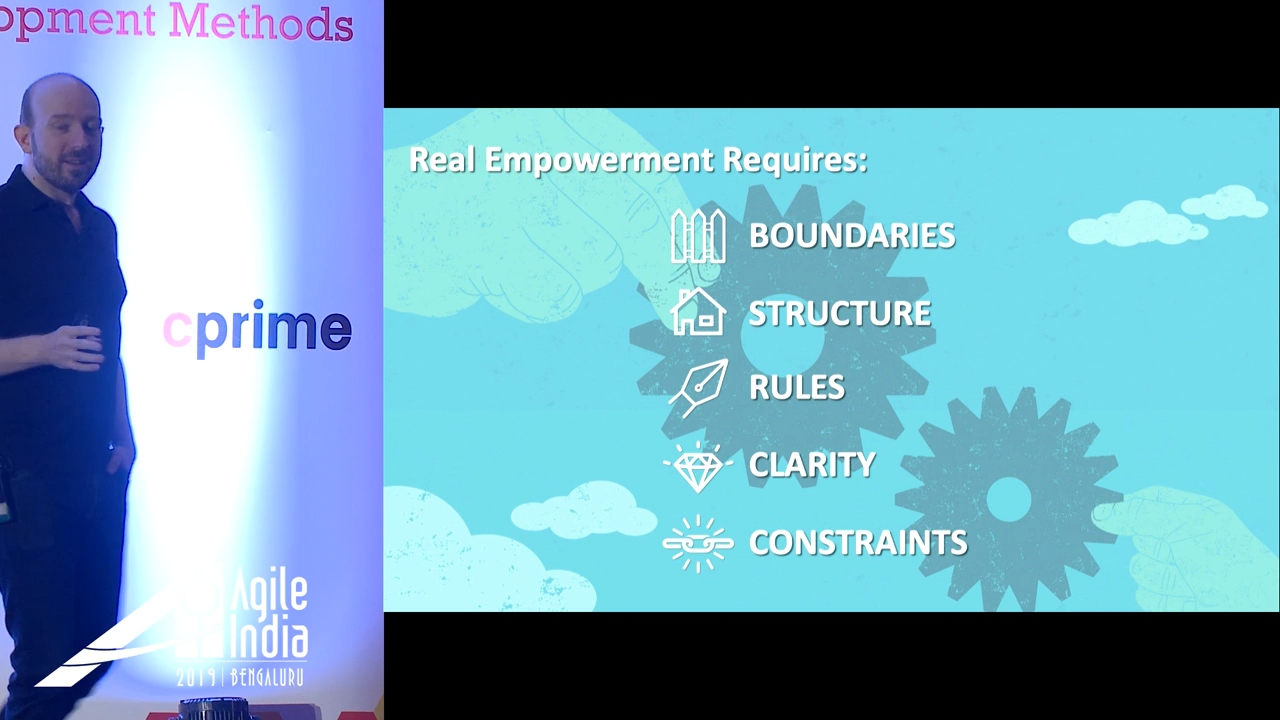 opment Methods
cprime
Agile
India
2019 | BENGALURU
Real Empowerment Requires:
BOUNDARIES
STRUCTURE
RULES
CLARITY
CONSTRAINTS